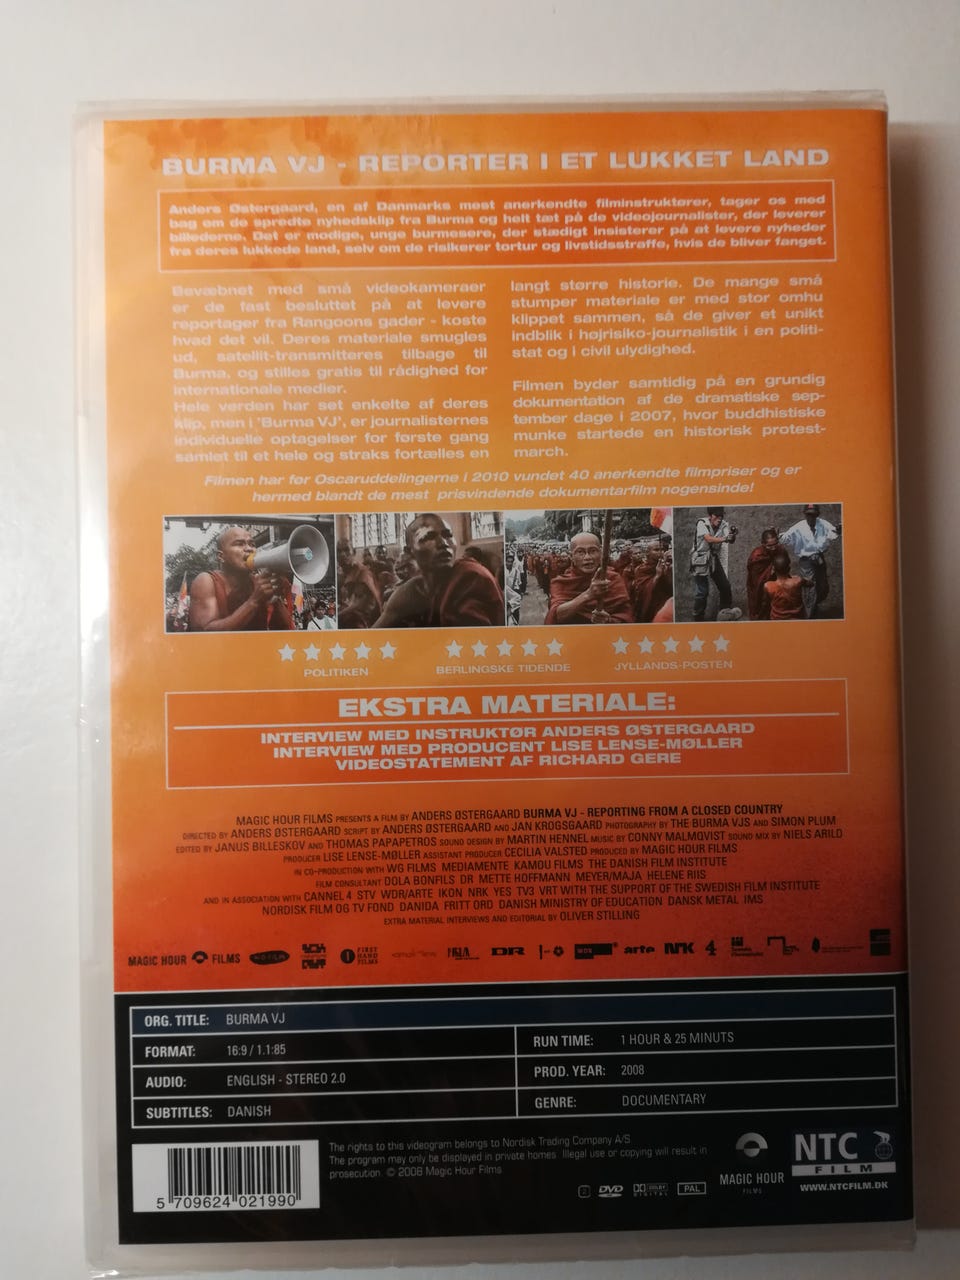 BURMA VJ - REPORTER I ET LUKKET LAND
Anders Østergaard, en af Danmarks mest anerkendte filminstruktører, tager os med
bag om de spredte nyhedsklip fra Burma og helt tæt på de videojournalister, der leverer
billederne. Det er modige, unge burmesere, der stædigt insisterer på at levere nyheder
fra deres lukkede land, selv om de risikerer tortur og livstidsstraffe, hvis de bliver fanget.
Bevæbnet med små videokameraer
er de fast besluttet på at levere
reportager fra Rangoons gader - koste
hvad det vil. Deres materiale smugles
ud, satellit-transmitteres tilbage til
Burma, og stilles gratis til rådighed for
internationale medier.
Hele verden har set enkelte af deres
klip, men i 'Burma VJ', er journalisternes
individuelle optagelser for første gang
samlet til et hele og straks fortælles en
langt større historie. De mange små
stumper materiale er med stor omhu
klippet sammen, så de giver et unikt
indblik i højrisiko-journalistik i en politi-
stat og i civil ulydighed.
Filmen byder samtidig på en grundig
dokumentation af de dramatiske sep-
tember dage i 2007, hvor buddhistiske
munke startede en historisk protest-
march.
Filmen har før Oscaruddelingerne i 2010 vundet 40 anerkendte filmpriser og er
hermed blandt de mest prisvindende dokumentarfilm nogensinde!
POLITIKEN
BERLINGSKE TIDENDE
JYLLANDS-POSTEN
EKSTRA MATERIALE:
INTERVIEW MED INSTRUKTØR ANDERS ØSTERGAARD
INTERVIEW MED PRODUCENT LISE LENSE-MØLLER
VIDEOSTATEMENT AF RICHARD GERE
MAGIC HOUR FILMS PRESENTS A FILM BY ANDERS ØSTERGAARD BURMA VJ - REPORTING FROM A CLOSED COUNTRY
DIRECTED BY ANDERS ØSTERGAARD SCRIPT BY ANDERS ØSTERGAARD AND JAN KROGSGAARD PHOTOGRAPHY BY THE BURMA VJS AND SIMON PLUM
EDITED BY JANUS BILLESKOV AND THOMAS PAPAPETROS SOUND DESIGN BY MARTIN HENNEL MUSIC BY CONNY MALMQVIST SOUND MIX BY NIELS ARILD
PRODUCER LISE LENSE-MØLLER ASSISTANT PRODUCER CECILIA VALSTED PRODUCED BY MAGIC HOUR FILMS
IN CO-PRODUCTION WITH WG FILMS MEDIAMENTE KAMOU FILMS THE DANISH FILM INSTITUTE
FILM CONSULTANT DOLA BONFILS DR METTE HOFFMANN MEYER/MAJA HELENE RIIS
AND IN ASSOCIATION WITH CANNEL 4 STV WDR/ARTE IKON NRK YES TV3 VRT WITH THE SUPPORT OF THE SWEDISH FILM INSTITUTE
NORDISK FILM OG TV FOND DANIDA FRITT ORD DANISH MINISTRY OF EDUCATION DANSK METAL IMS
EXTRA MATERIAL INTERVIEWS AND EDITORIAL BY OLIVER STILLING
MAGIC HOUR FILMS FIRST HAND FILMS DR WDR arte NRK 4
ORG. TITLE: BURMA VJ
FORMAT: 16:9 / 1.1:85
AUDIO: ENGLISH - STEREO 2.0
SUBTITLES: DANISH
RUN TIME: 1 HOUR & 25 MINUTS
PROD. YEAR: 2008
GENRE: DOCUMENTARY
5 709624 021990
The rights to this videogram belongs to Nordisk Trading Company A/S
The program may only be displayed in private homes. Illegal use or copying will result in
prosecution. © 2008 Magic Hour Films
2 DVD DOLBY DIGITAL PAL
MAGIC HOUR
FILMS
NTC
FILM
WWW.NTCFILM.DK